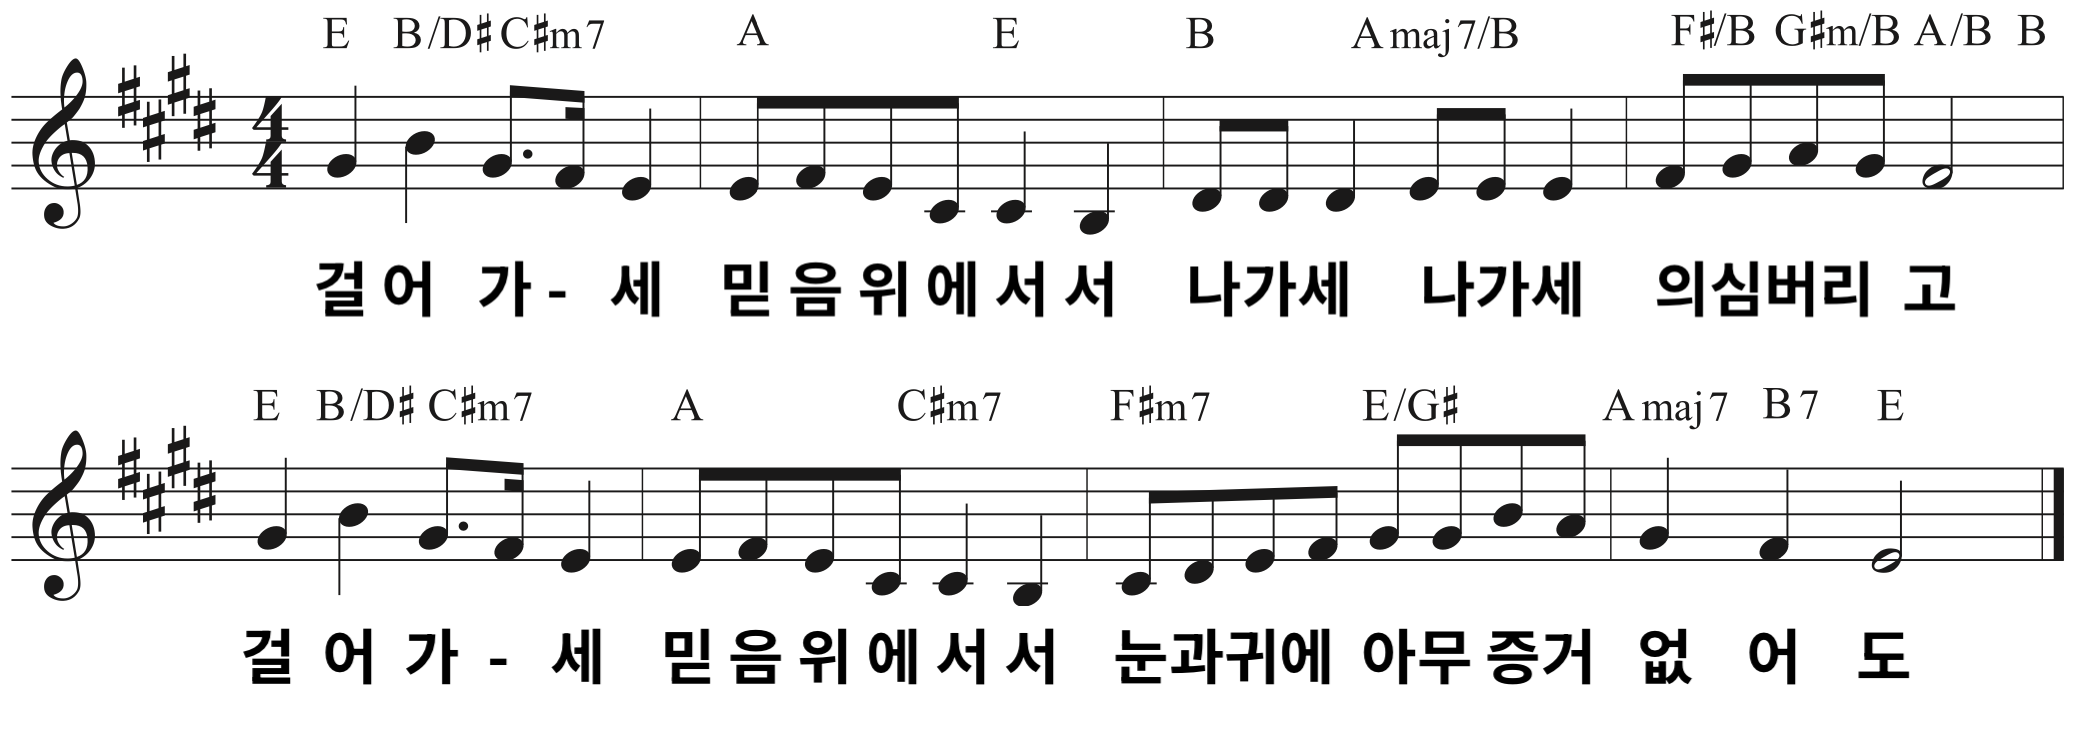 E B/D♯ C♯m7 A E B Amaj7/B F♯/B G♯m/B A/B B
4/4
걸 어 가 - 세 믿 음 위 에 서 서 나가세 나가세 의심버리 고
E B/D♯ C♯m7 A C♯m7 F♯m7 E/G♯ Amaj7 B7 E
걸 어 가 - 세 믿 음 위 에 서 서 눈과귀에 아무 증거 없 어 도